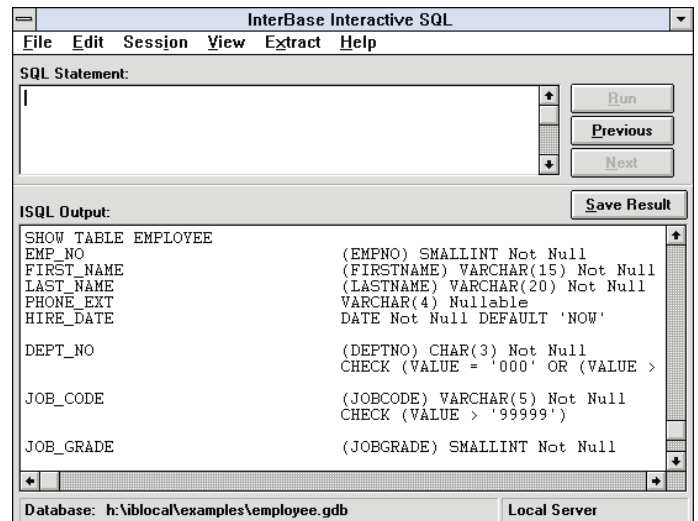 InterBase Interactive SQL
File Edit Session View Extract Help
SQL Statement:
Run
Previous
Next
Save Result
ISQL Output:
SHOW TABLE EMPLOYEE
EMP_NO (EMPNO) SMALLINT Not Null
FIRST_NAME (FIRSTNAME) VARCHAR(15) Not Null
LAST_NAME (LASTNAME) VARCHAR(20) Not Null
PHONE_EXT VARCHAR(4) Nullable
HIRE_DATE DATE Not Null DEFAULT 'NOW'
DEPT_NO (DEPTNO) CHAR(3) Not Null
CHECK (VALUE = '000' OR (VALUE >
JOB_CODE (JOBCODE) VARCHAR(5) Not Null
CHECK (VALUE > '99999')
JOB_GRADE (JOBGRADE) SMALLINT Not Null
Database: h:\iblocal\examples\employee.gdb Local Server